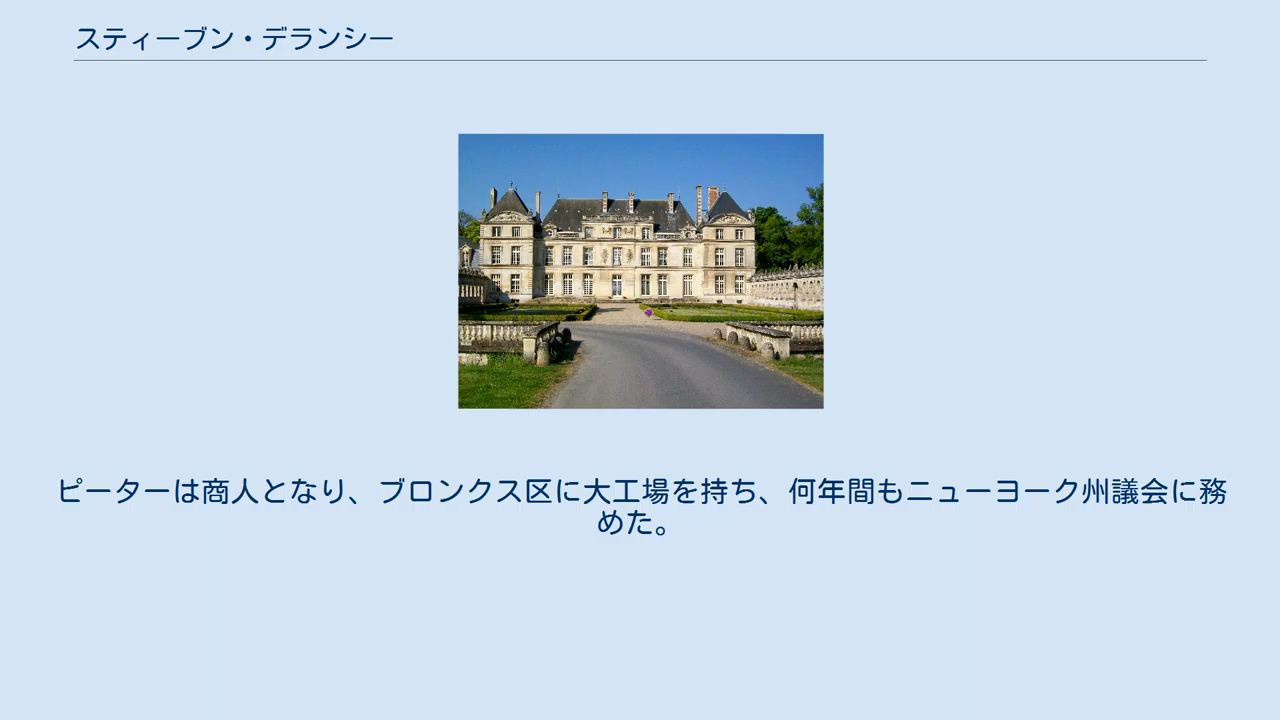 スティーブン・デランシー
ピーターは商人となり、ブロンクス区に大工場を持ち、何年間もニューヨーク州議会に務
めた。